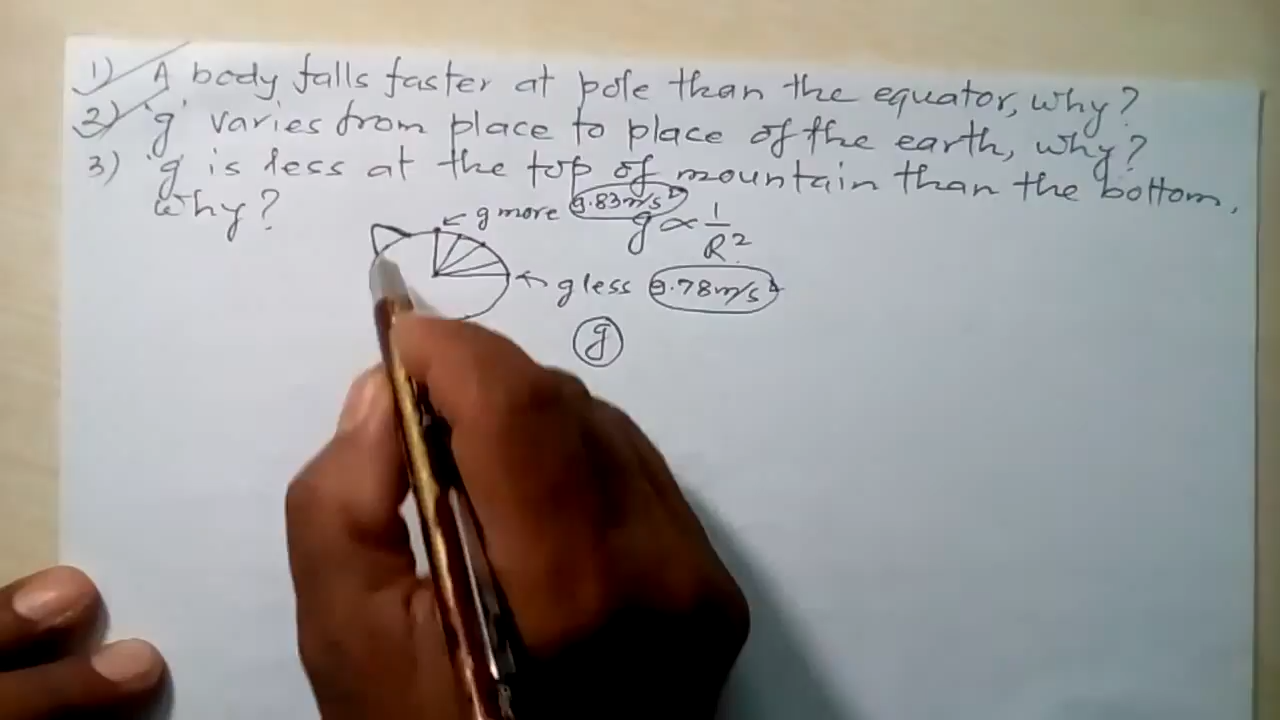 1) A body falls faster at pole than the equator, why?
2) 'g' varies from place to place of the earth, why?
3) 'g' is less at the top of mountain than the bottom,
why?
g more 9.83m/s²
g ∝ 1/R²
g less 9.78m/s²
g